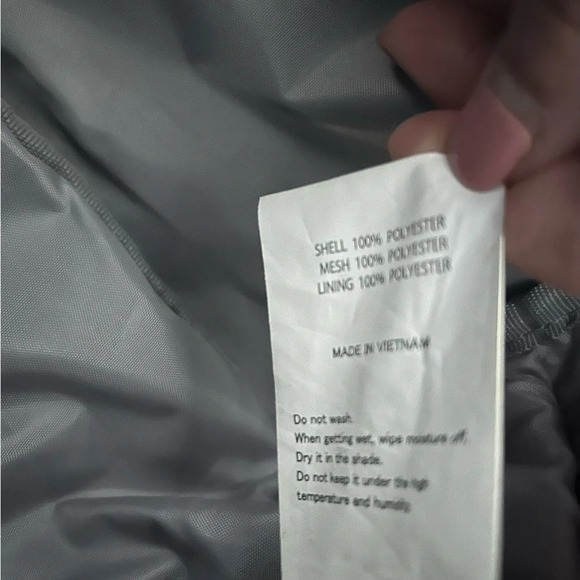 SHELL 100% POLYESTER
MESH 100% POLYESTER
LINING 100% POLYESTER
MADE IN VIETNAM
Do not wash.
When getting wet, wipe moisture off,
Dry it in the shade.
Do not keep it under the high
temperature and humidity